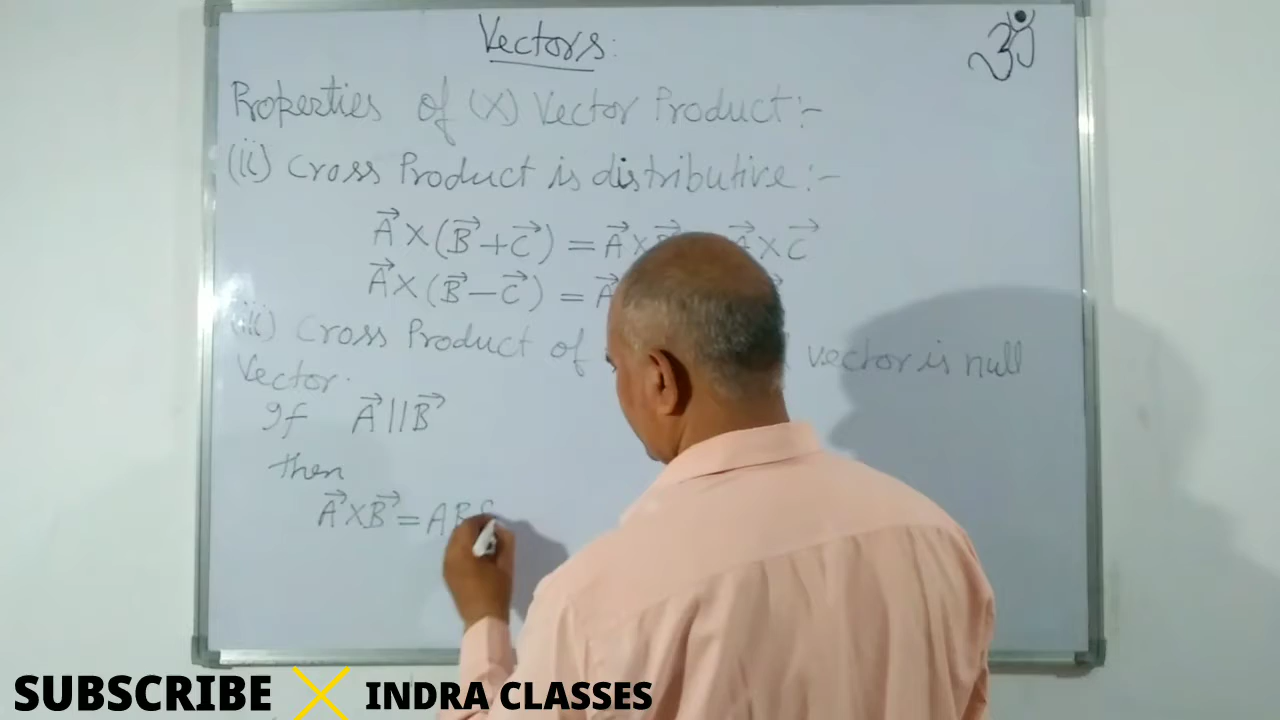 Vectors:
ॐ
Properties of (X) Vector Product:-
(ii) Cross Product is distributive:-
A⃗ × (B⃗ + C⃗) = A⃗ × B⃗ A⃗ × C⃗
A⃗ × (B⃗ − C⃗) = A⃗
(iii) Cross Product of vector is null
Vector.
If A⃗ || B⃗
then
A⃗ × B⃗ = AB
SUBSCRIBE INDRA CLASSES